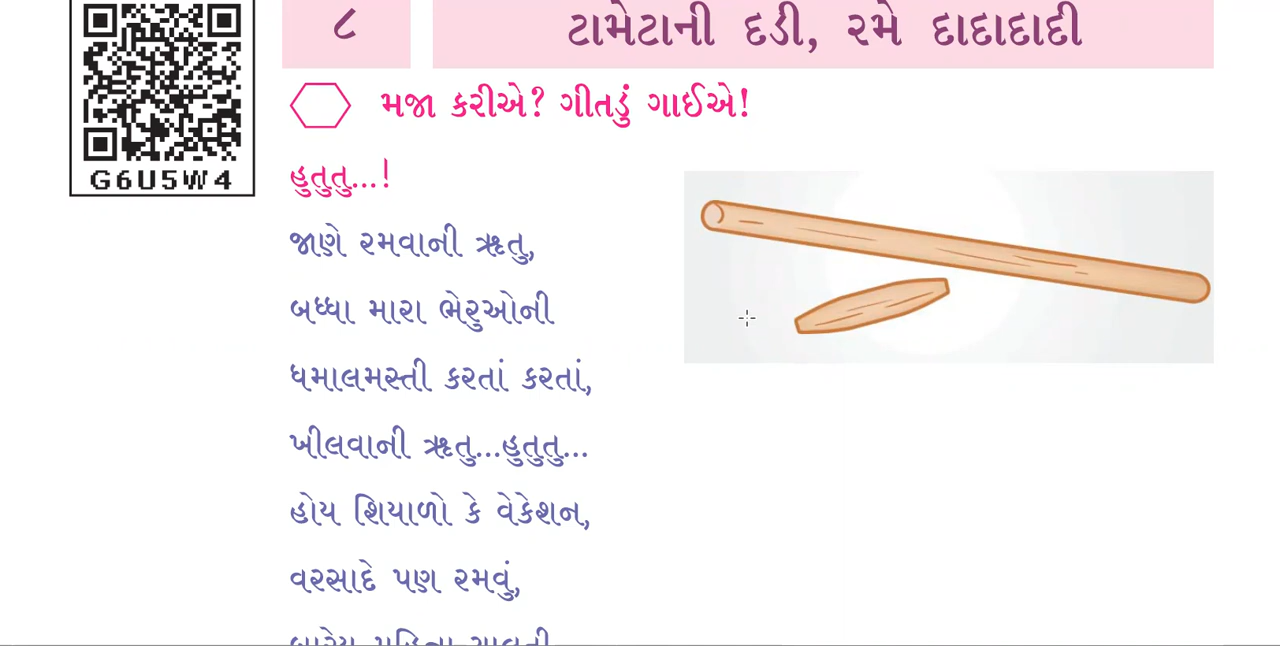 ૮
ટામેટાની દડી, રમે દાદાદાદી
G6U5W4
મજા કરીએ? ગીતડું ગાઈએ!
હુતુતુ...!
જાણે રમવાની ઋતુ,
બધ્ધા મારા ભેરુઓની
ધમાલમસ્તી કરતાં કરતાં,
ખીલવાની ઋતુ...હુતુતુ...
હોય શિયાળો કે વેકેશન,
વરસાદે પણ રમવું,